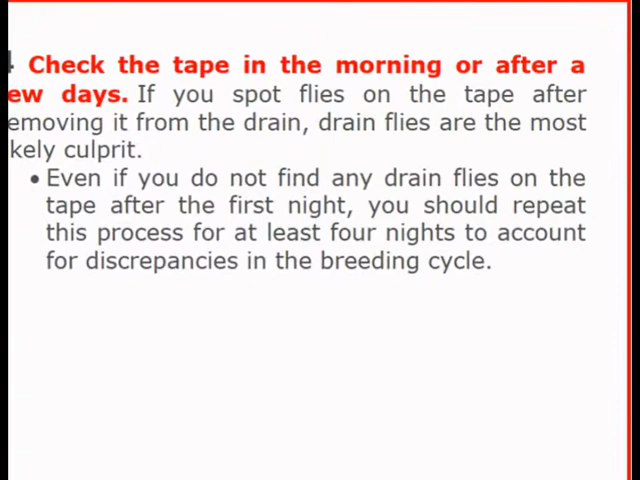 4 Check the tape in the morning or after a
ew days. If you spot flies on the tape after
emoving it from the drain, drain flies are the most
kely culprit.
• Even if you do not find any drain flies on the
tape after the first night, you should repeat
this process for at least four nights to account
for discrepancies in the breeding cycle.